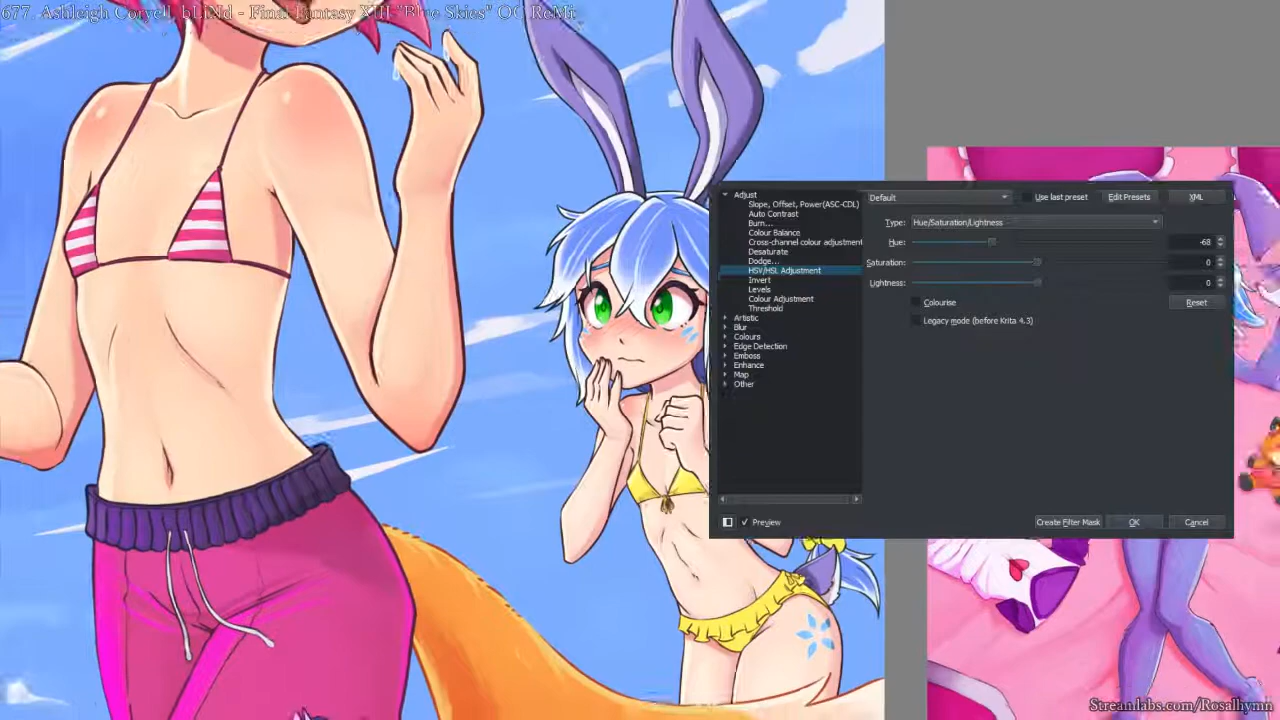 677. Ashleigh Coryell, bLiNd - Final Fantasy XIII "Blue Skies" OC ReMix
Adjust
Slope, Offset, Power(ASC-CDL)
Auto Contrast
Burn...
Colour Balance
Cross-channel colour adjustment
Desaturate
Dodge...
HSV/HSL Adjustment
Invert
Levels
Colour Adjustment
Threshold
Artistic
Blur
Colours
Edge Detection
Emboss
Enhance
Map
Other
Default
Use last preset
Edit Presets
XML
Type: Hue/Saturation/Lightness
Hue: -68
Saturation: 0
Lightness: 0
Colourise
Reset
Legacy mode (before Krita 4.3)
Preview
Create Filter Mask
OK
Cancel
Streamlabs.com/Rosalhymn